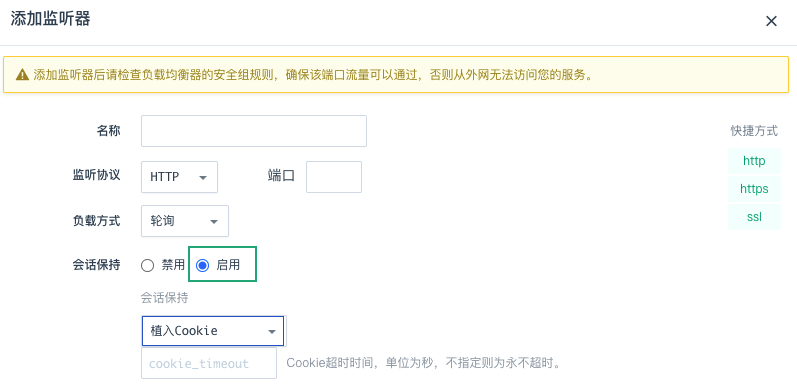 添加监听器
添加监听器后请检查负载均衡器的安全组规则，确保该端口流量可以通过，否则从外网无法访问您的服务。
名称
快捷方式
监听协议 HTTP 端口
http
https
负载方式 轮询
ssl
会话保持 禁用 启用
会话保持
植入Cookie
cookie_timeout Cookie超时时间，单位为秒，不指定则为永不超时。